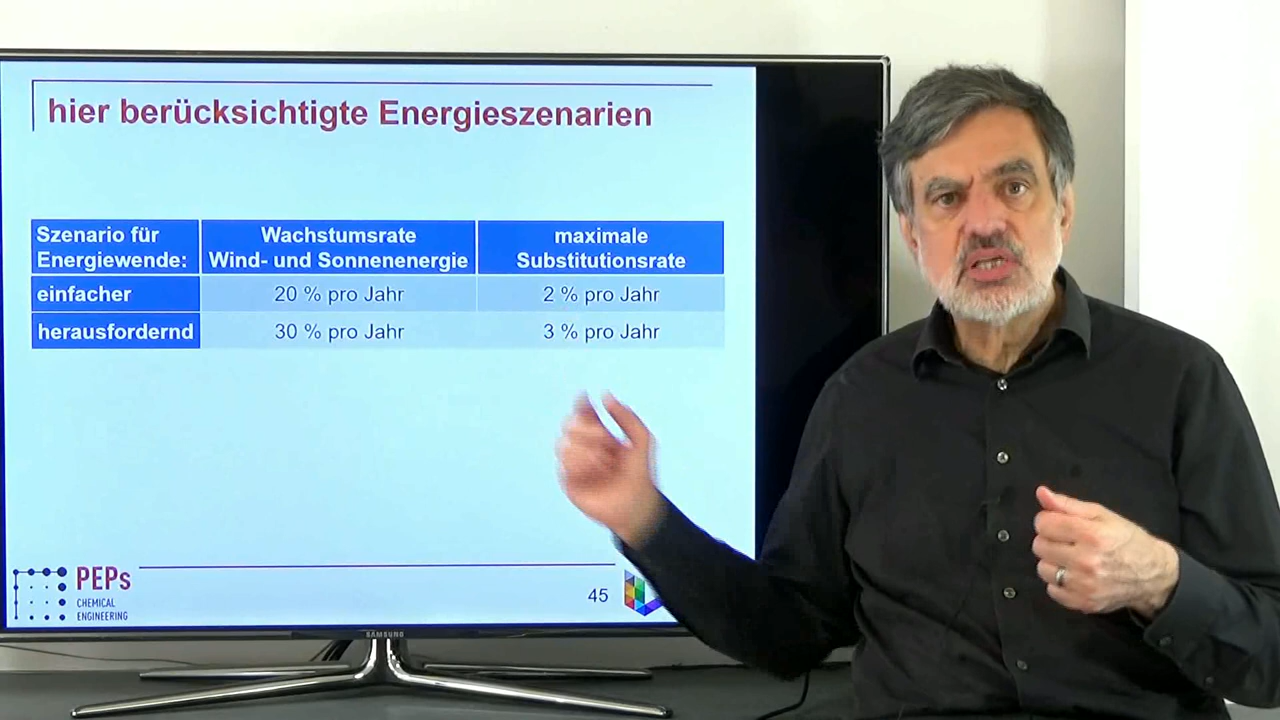 hier berücksichtigte Energieszenarien
Szenario für
Energiewende:
Wachstumsrate
Wind- und Sonnenenergie
maximale
Substitutionsrate
einfacher
20 % pro Jahr
2 % pro Jahr
herausfordernd
30 % pro Jahr
3 % pro Jahr
PEPs
CHEMICAL
ENGINEERING
45
SAMSUNG